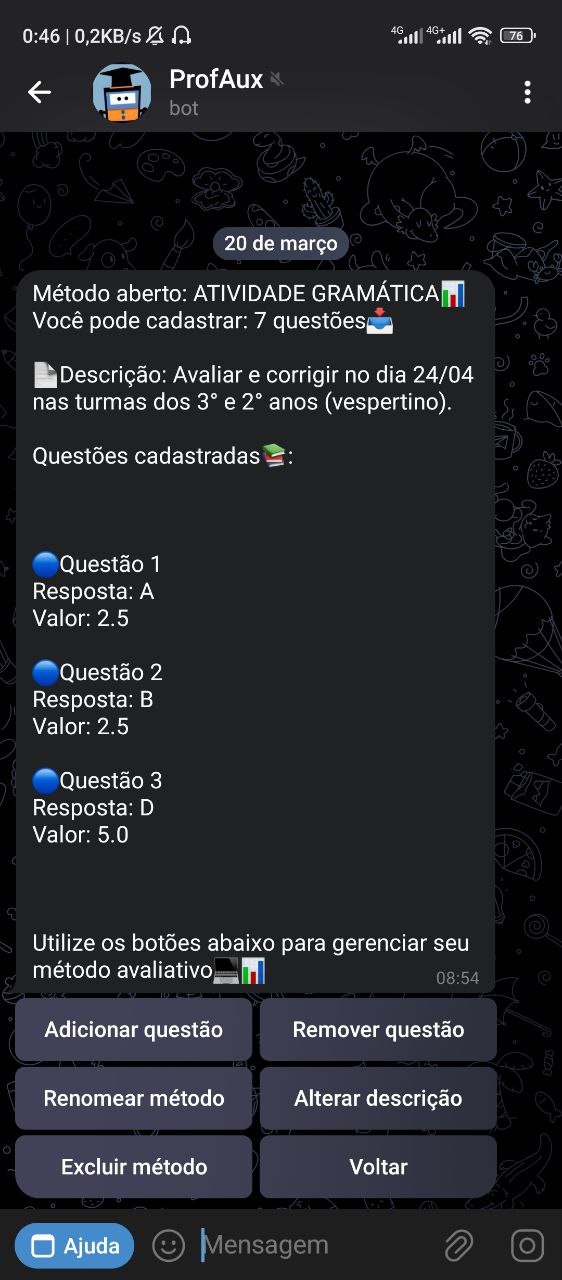 0:46 | 0,2KB/s
4G 4G+ 76
ProfAux
bot
20 de março
Método aberto: ATIVIDADE GRAMÁTICA📊
Você pode cadastrar: 7 questões📥
📄Descrição: Avaliar e corrigir no dia 24/04
nas turmas dos 3° e 2° anos (vespertino).
Questões cadastradas📚:
🔵Questão 1
Resposta: A
Valor: 2.5
🔵Questão 2
Resposta: B
Valor: 2.5
🔵Questão 3
Resposta: D
Valor: 5.0
Utilize os botões abaixo para gerenciar seu
método avaliativo💻📊
08:54
Adicionar questão
Remover questão
Renomear método
Alterar descrição
Excluir método
Voltar
Ajuda
Mensagem